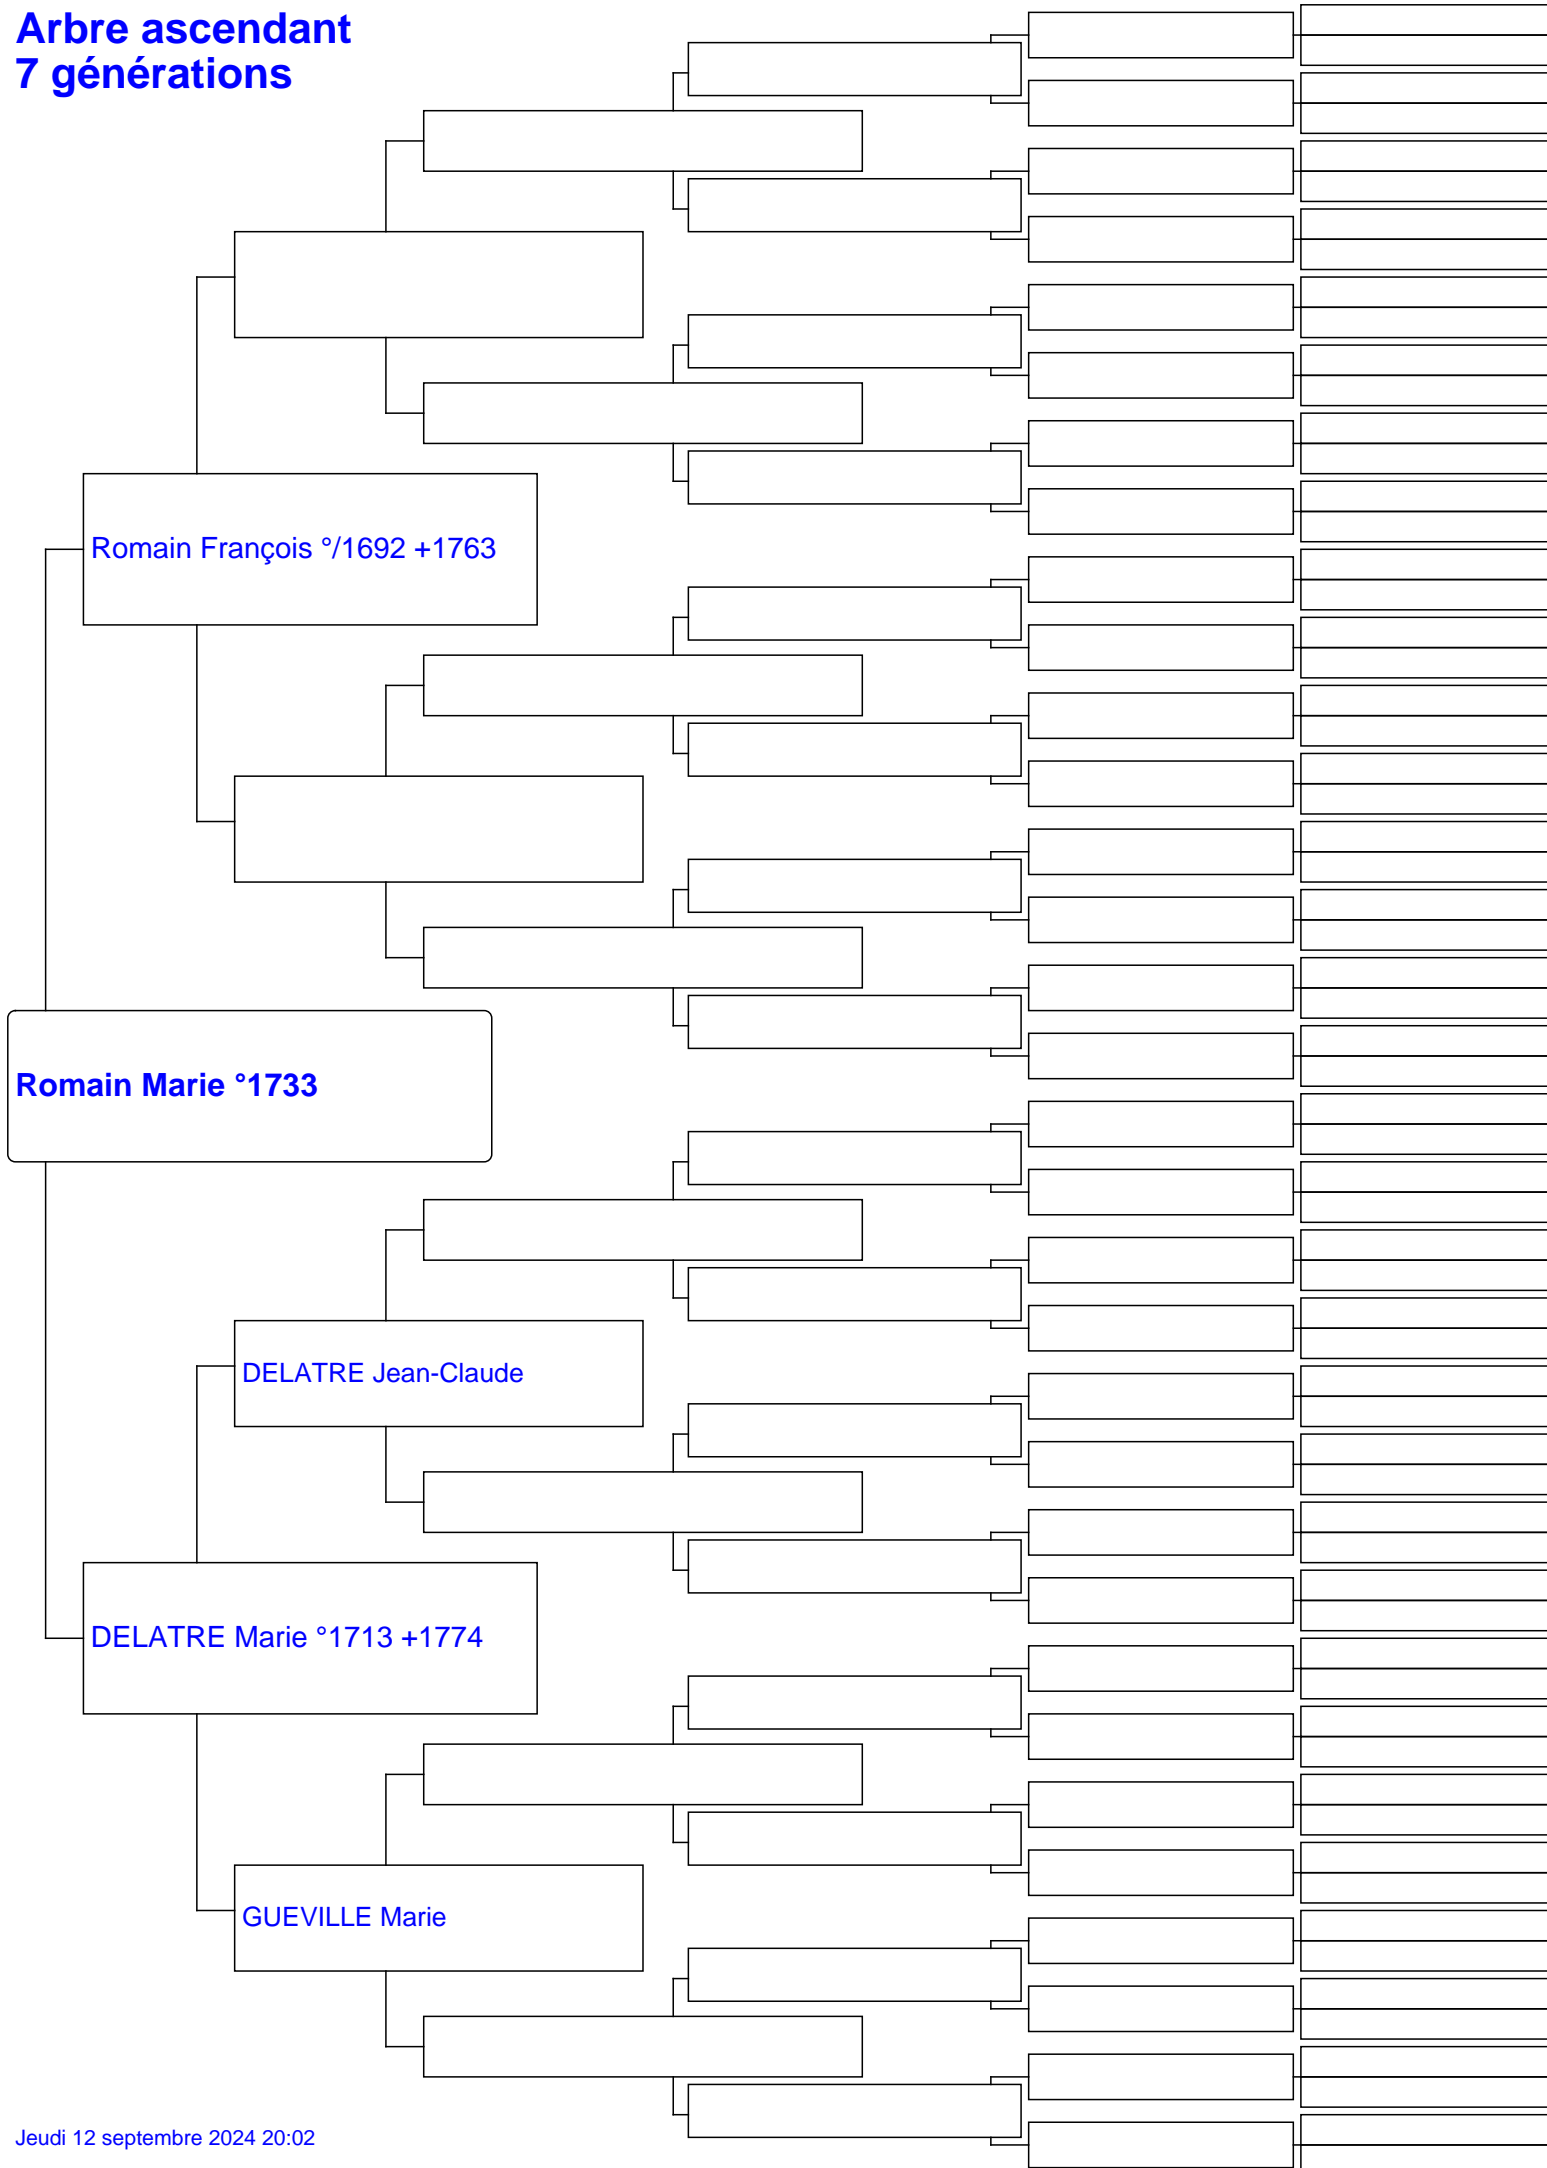 Arbre ascendant
7 générations
Romain François °/1692 +1763
Romain Marie °1733
DELATRE Jean-Claude
DELATRE Marie °1713 +1774
GUEVILLE Marie
Jeudi 12 septembre 2024 20:02